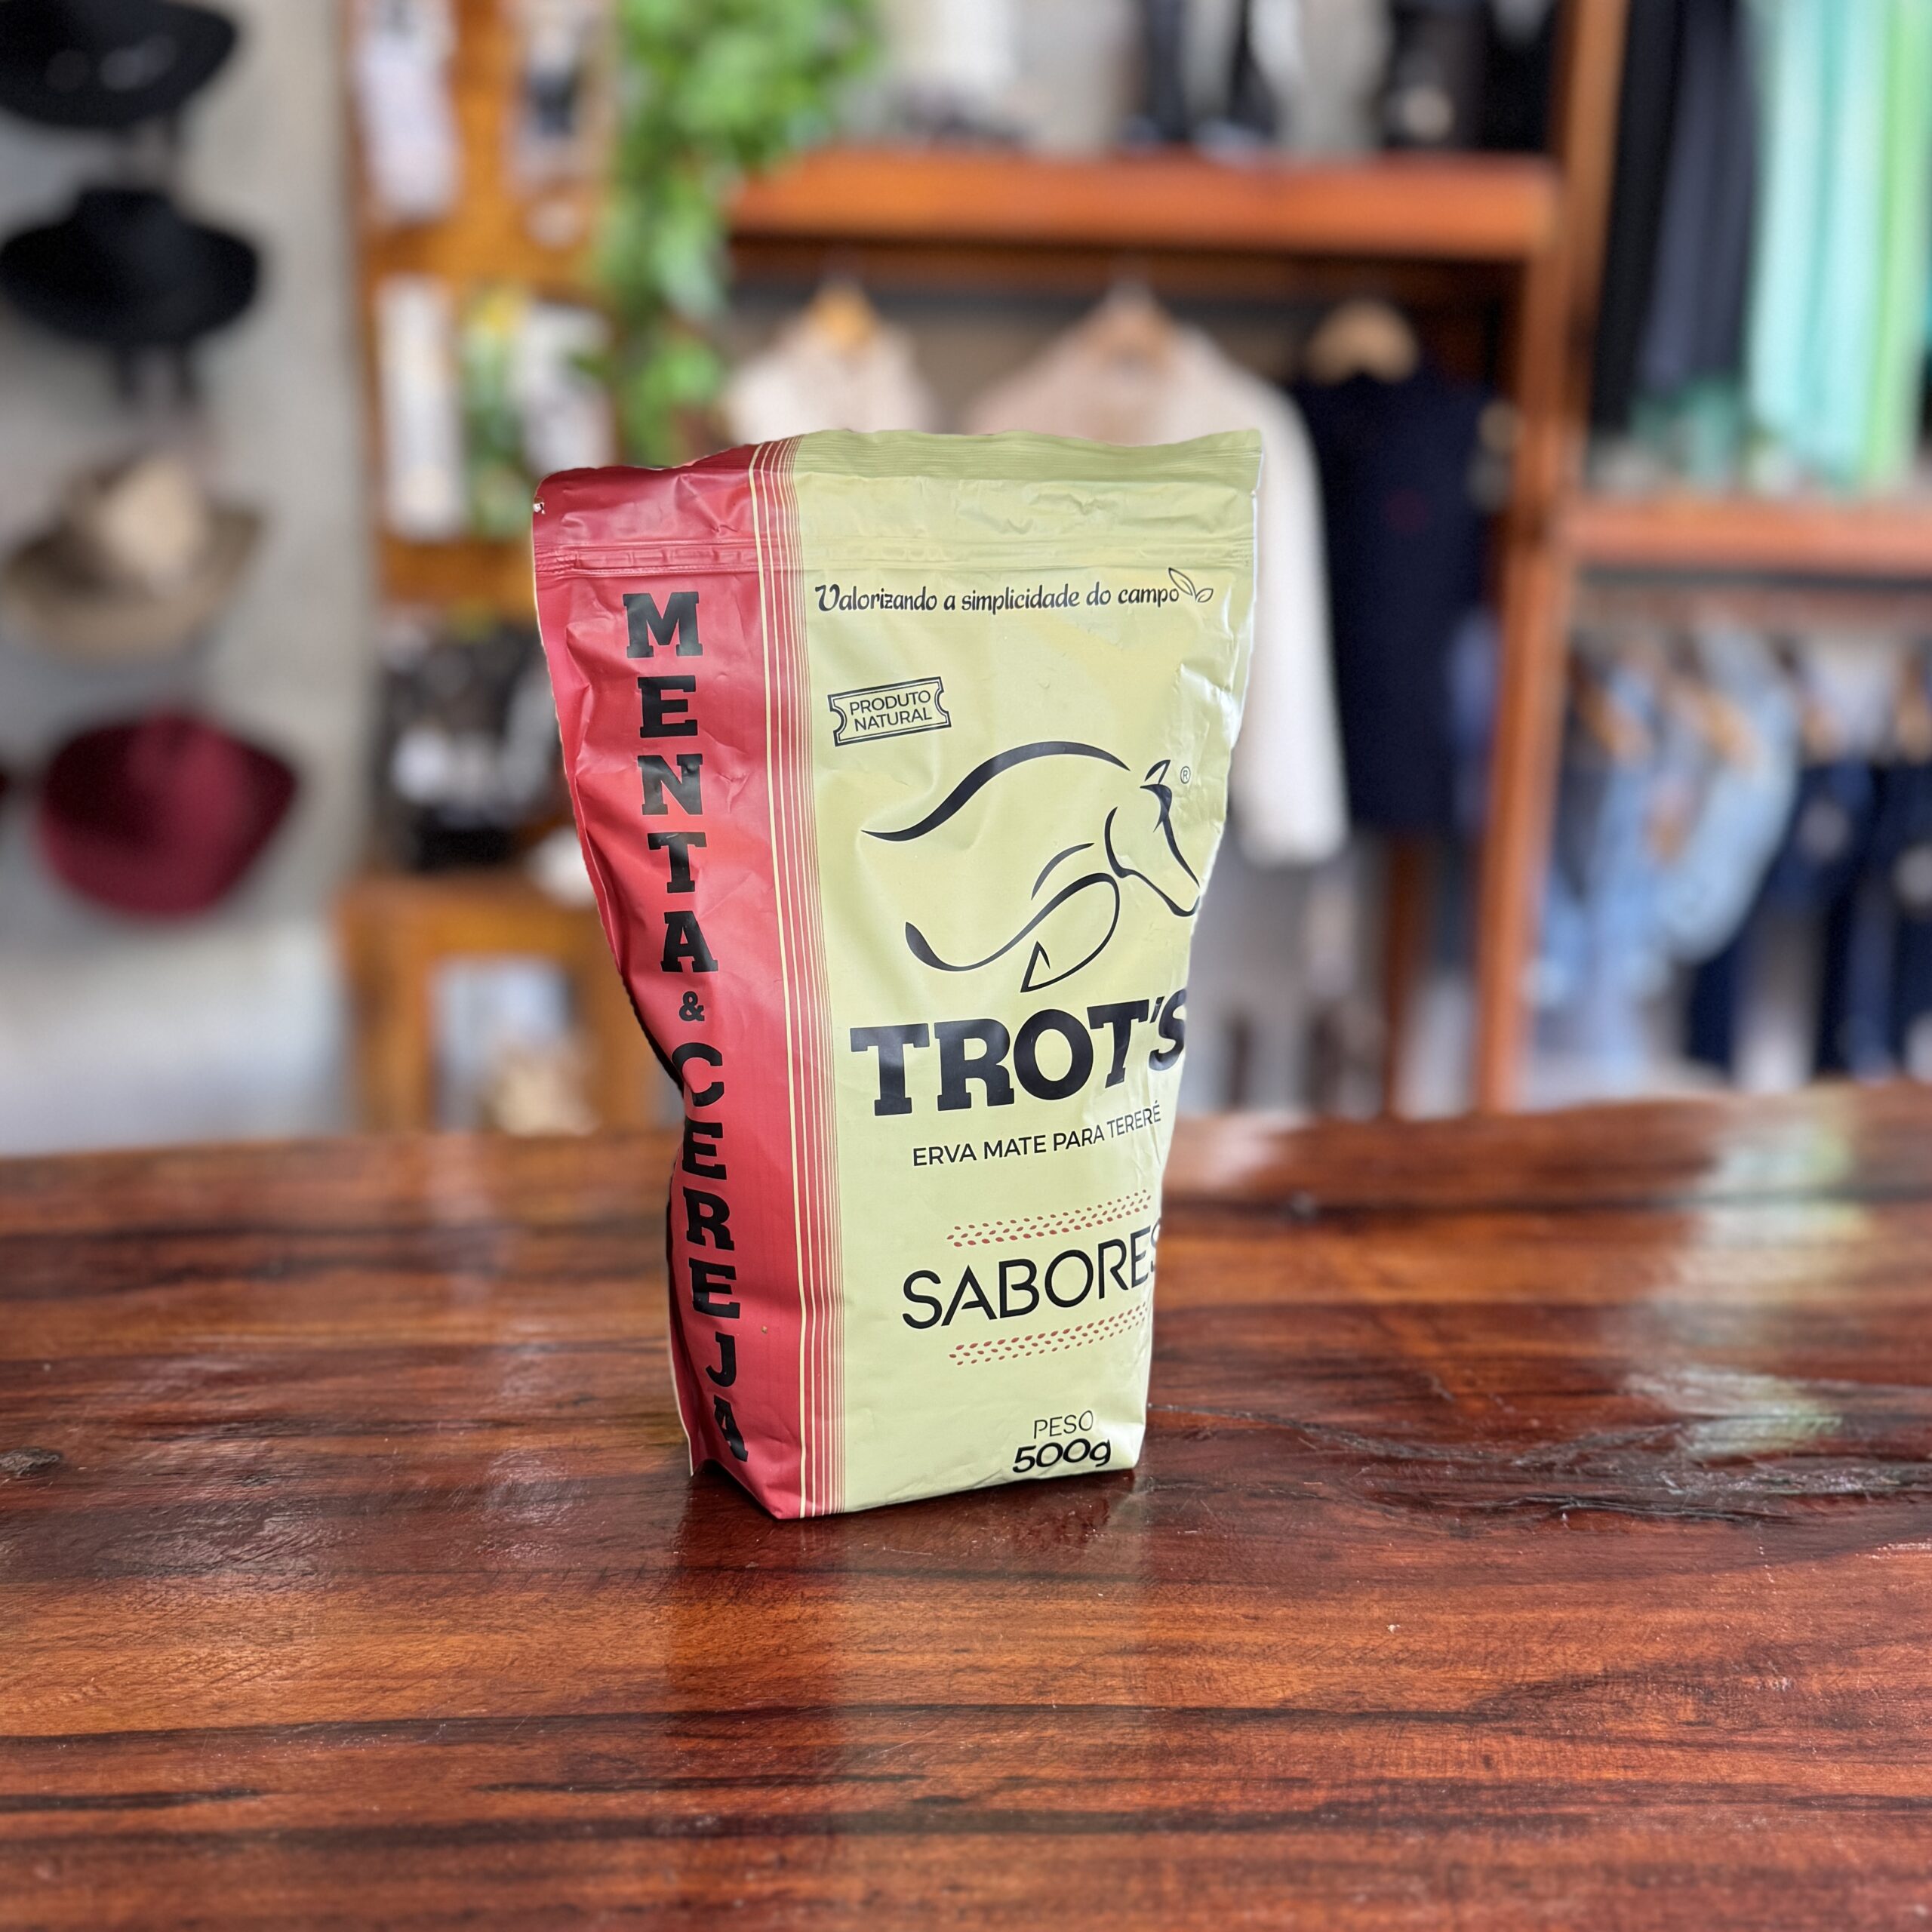 MENTA
&
CEREJA
Valorizando a simplicidade do campo
PRODUTO
NATURAL
®
TROT'S
ERVA MATE PARA TERERÉ
SABORES
PESO
500g